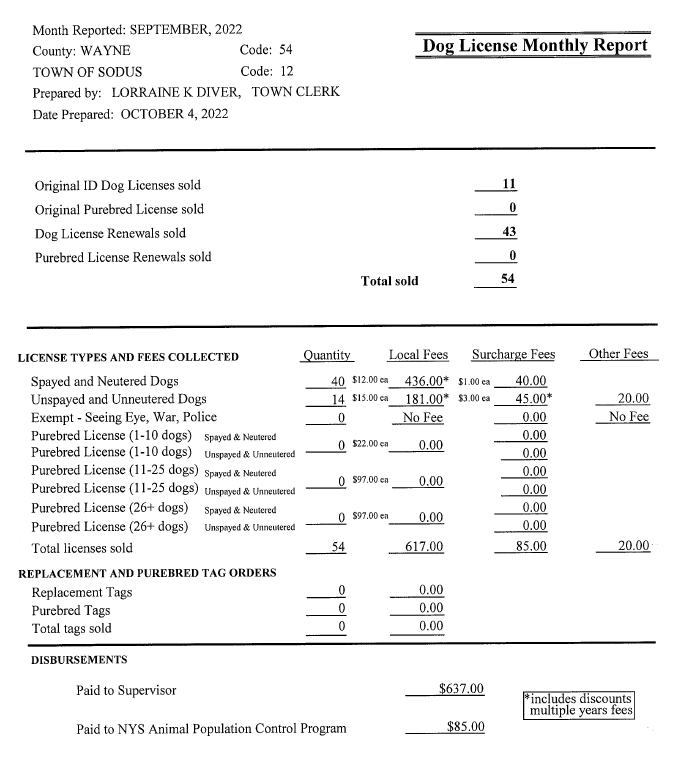 Month Reported: SEPTEMBER, 2022
Dog License Monthly Report
County: WAYNE Code: 54
TOWN OF SODUS Code: 12
Prepared by: LORRAINE K DIVER, TOWN CLERK
Date Prepared: OCTOBER 4, 2022
Original ID Dog Licenses sold 11
Original Purebred License sold 0
Dog License Renewals sold 43
Purebred License Renewals sold 0
Total sold 54
LICENSE TYPES AND FEES COLLECTED Quantity Local Fees Surcharge Fees Other Fees
Spayed and Neutered Dogs 40 $12.00 ea 436.00* $1.00 ea 40.00
Unspayed and Unneutered Dogs 14 $15.00 ea 181.00* $3.00 ea 45.00* 20.00
Exempt - Seeing Eye, War, Police 0 No Fee 0.00 No Fee
Purebred License (1-10 dogs) Spayed & Neutered 0.00
0 $22.00 ea 0.00
Purebred License (1-10 dogs) Unspayed & Unneutered 0.00
Purebred License (11-25 dogs) Spayed & Neutered 0.00
0 $97.00 ea 0.00
Purebred License (11-25 dogs) Unspayed & Unneutered 0.00
Purebred License (26+ dogs) Spayed & Neutered 0.00
0 $97.00 ea 0.00
Purebred License (26+ dogs) Unspayed & Unneutered 0.00
Total licenses sold 54 617.00 85.00 20.00
REPLACEMENT AND PUREBRED TAG ORDERS
Replacement Tags 0 0.00
Purebred Tags 0 0.00
Total tags sold 0 0.00
DISBURSEMENTS
Paid to Supervisor $637.00
*includes discounts
multiple years fees
Paid to NYS Animal Population Control Program $85.00